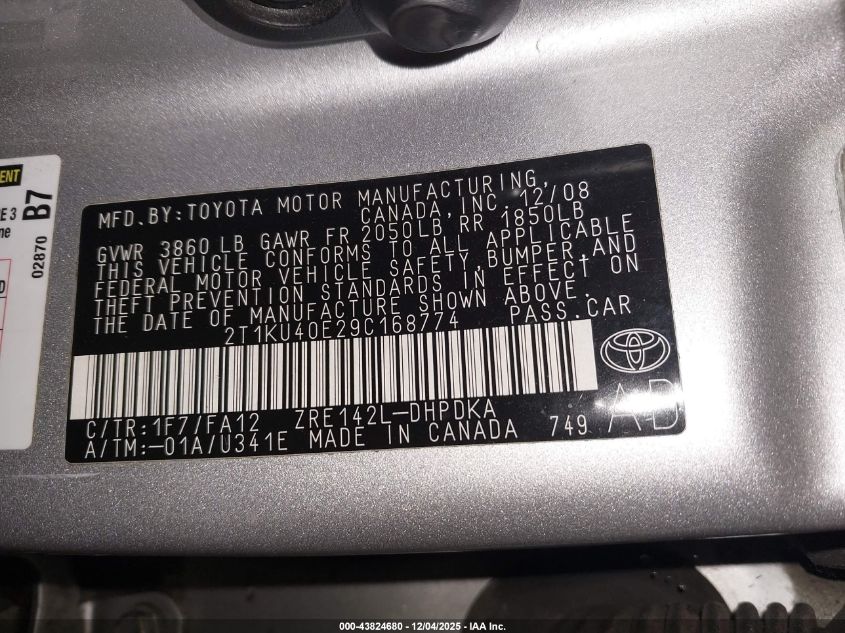 MFD. BY: TOYOTA MOTOR MANUFACTURING,
CANADA, INC. 12'/08
GVWR 3860 LB GAWR FR 2050LB RR 1850LB
THIS VEHICLE CONFORMS TO ALL APPLICABLE
FEDERAL MOTOR VEHICLE SAFETY, BUMPER, AND
THEFT PREVENTION STANDARDS IN EFFECT ON
THE DATE OF MANUFACTURE SHOWN ABOVE.
2T1KU40E29C168774 PASS. CAR
C/TR: 1F7/FA12 ZRE142L-DHPDKA
A/TM: -01A/U341E MADE IN CANADA 749
AD
B7
02870
000-43824680 - 12/04/2025 - IAA Inc.